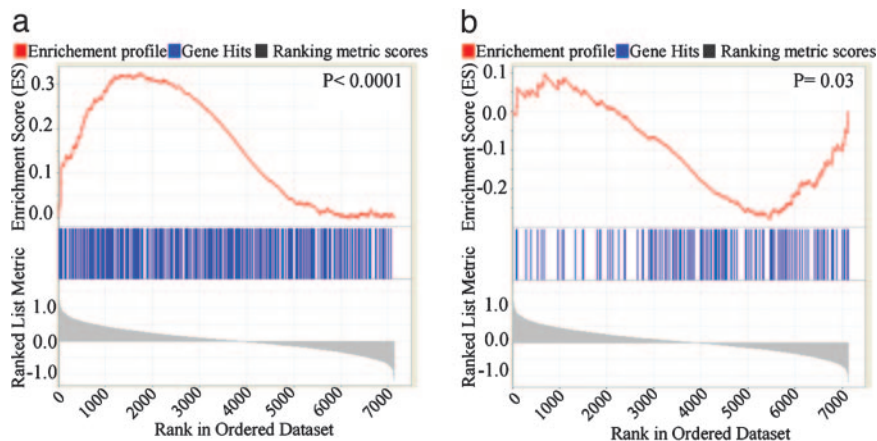 a
Enrichement profile Gene Hits Ranking metric scores
P< 0.0001
Enrichment Score (ES)
0.3
0.2
0.1
0.0
Ranked List Metric
1.0
0.0
-1.0
0 1000 2000 3000 4000 5000 6000 7000
Rank in Ordered Dataset
b
Enrichement profile Gene Hits Ranking metric scores
P= 0.03
Enrichment Score (ES)
0.1
0.0
-0.1
-0.2
Ranked List Metric
1.0
0.0
-1.0
0 1000 2000 3000 4000 5000 6000 7000
Rank in Ordered Dataset